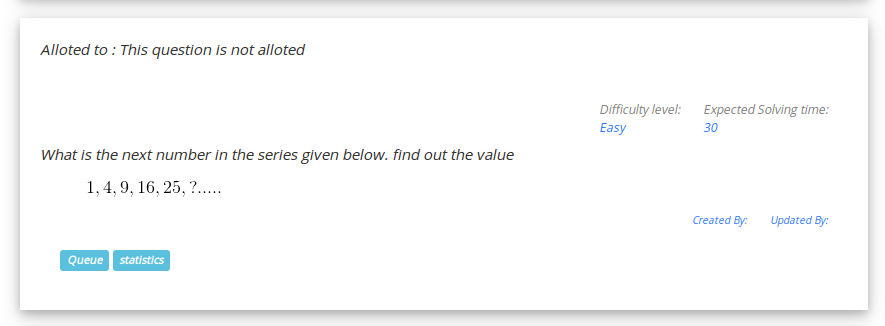 Alloted to : This question is not alloted
Difficulty level: Expected Solving time:
Easy 30
What is the next number in the series given below. find out the value
1, 4, 9, 16, 25, ?.....
Created By: Updated By:
Queue statistics